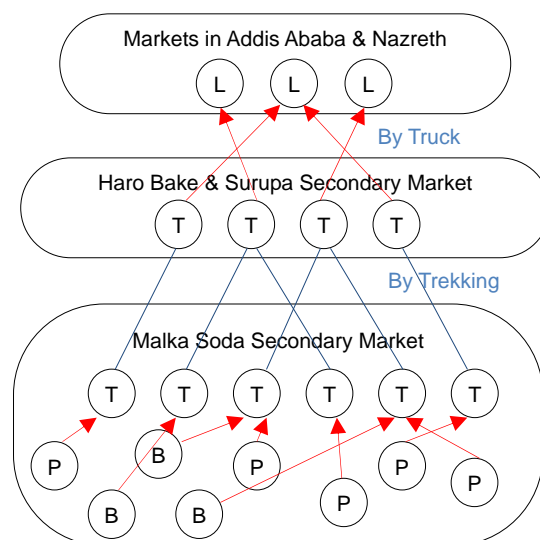 Markets in Addis Ababa & Nazreth
L L L
By Truck
Haro Bake & Surupa Secondary Market
T T T T
By Trekking
Malka Soda Secondary Market
T T T T T T
B
P P P P
B B P